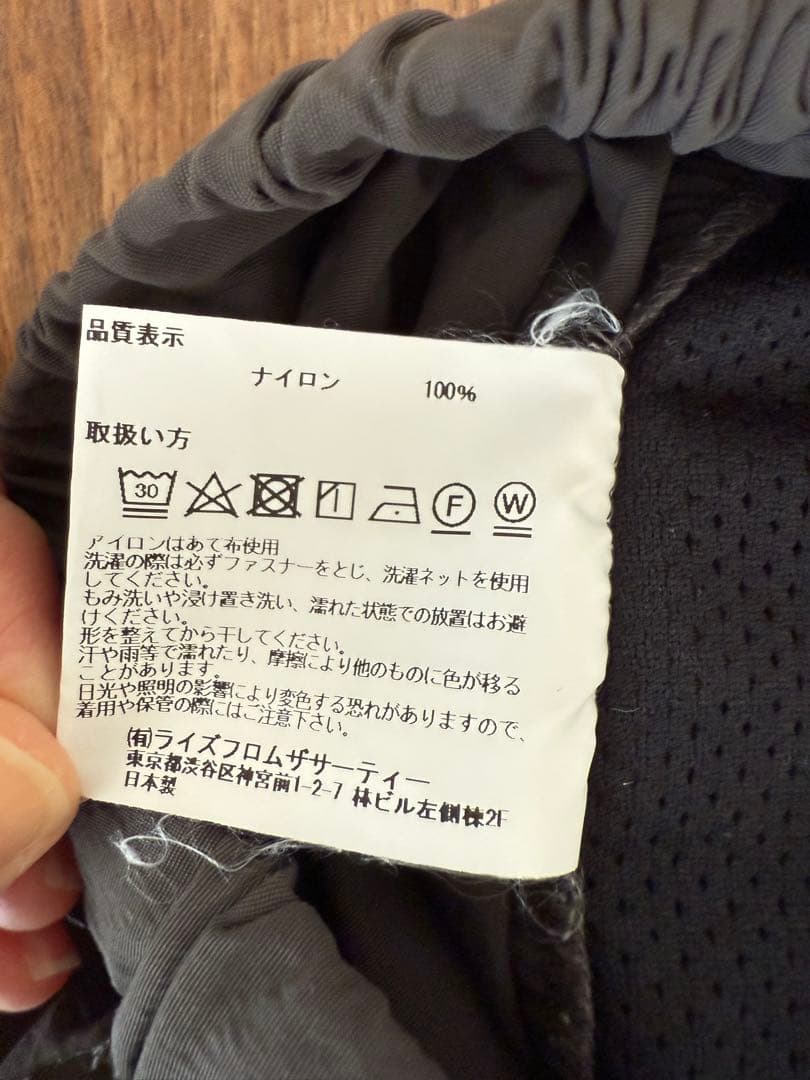 品質表示
ナイロン 100%
取扱い方
30 F W
アイロンはあて布使用
洗濯の際は必ずファスナーをとじ、洗濯ネットを使用
してください。
もみ洗いや浸け置き洗い、濡れた状態での放置はお避
けください。
形を整えてから干してください。
汗や雨等で濡れたり、摩擦により他のものに色が移る
ことがあります。
日光や照明の影響により変色する恐れがありますので、
着用や保管の際にはご注意下さい。
(有)ライズフロムザサーティー
東京都渋谷区神宮前1-2-7 林ビル左側棟2F
日本製